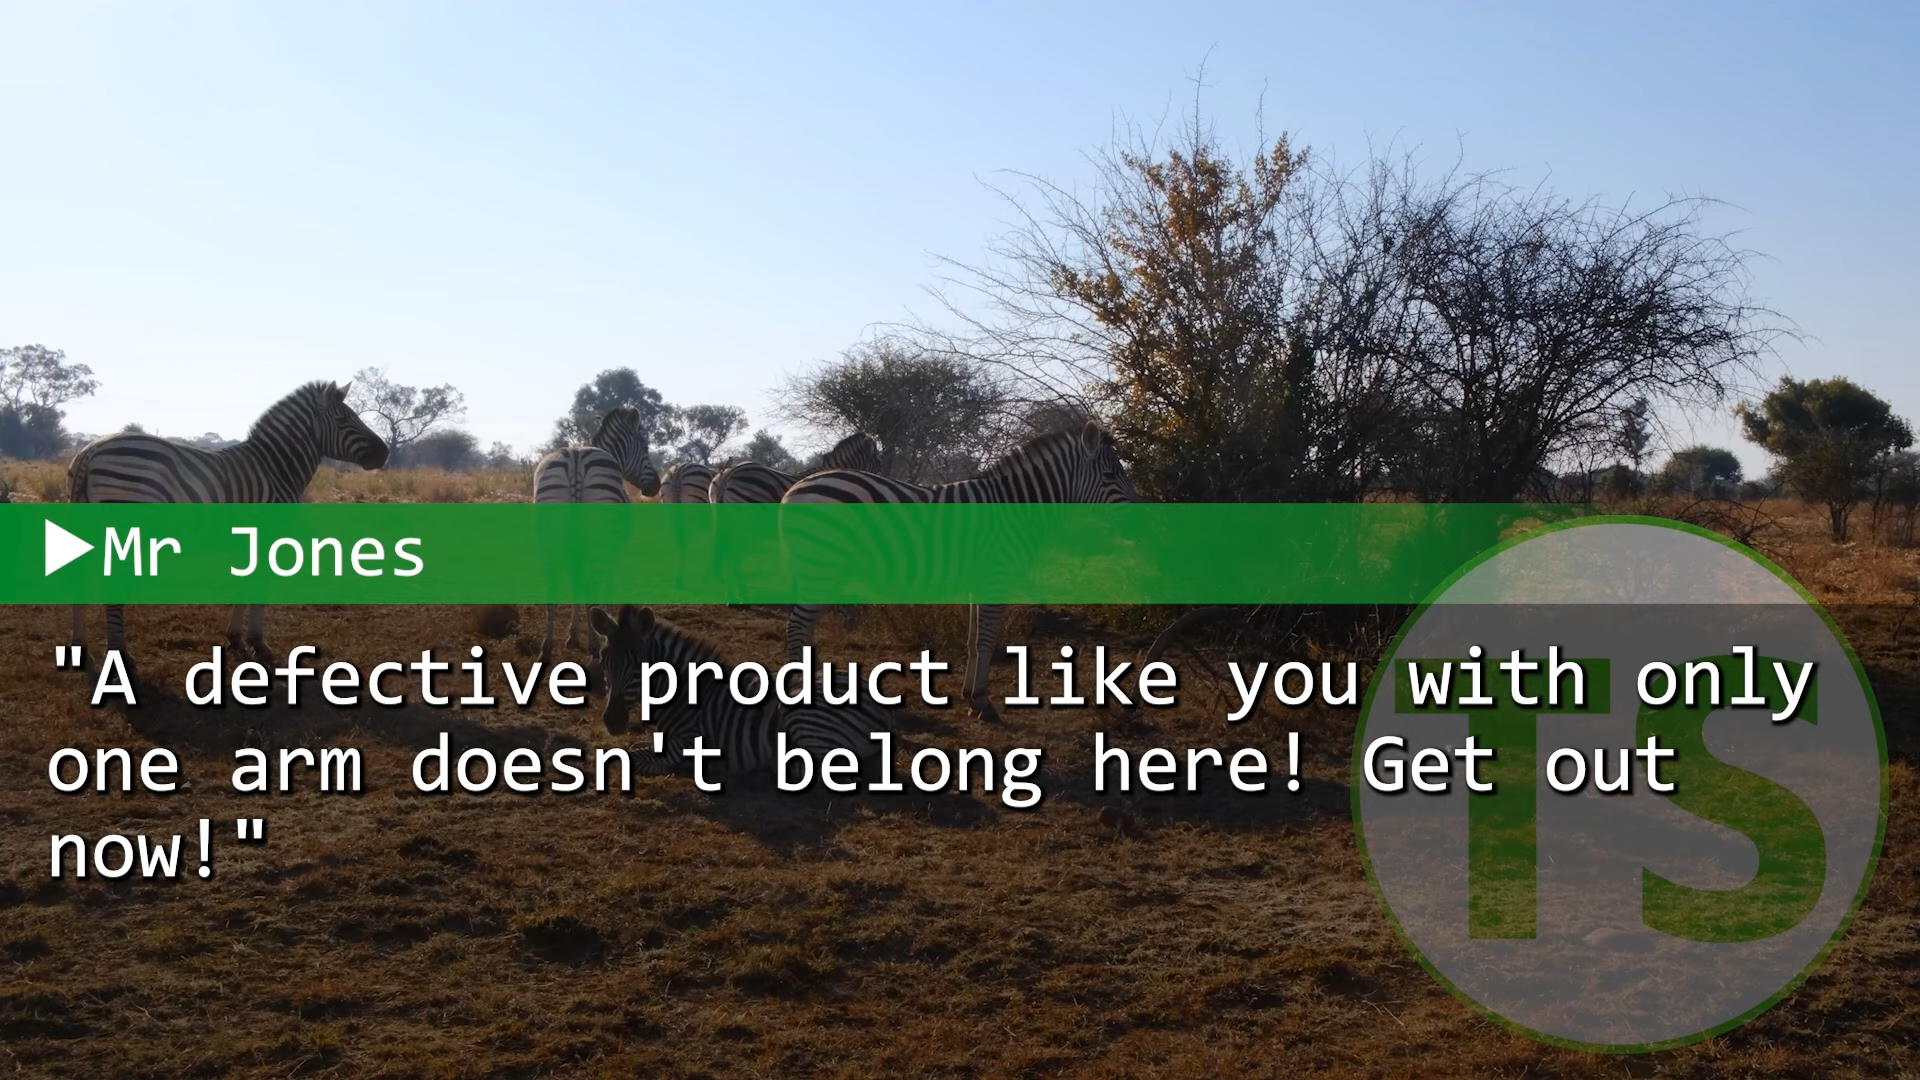 ▶Mr Jones
"A defective product like you with only
one arm doesn't belong here! Get out
now!"
TS